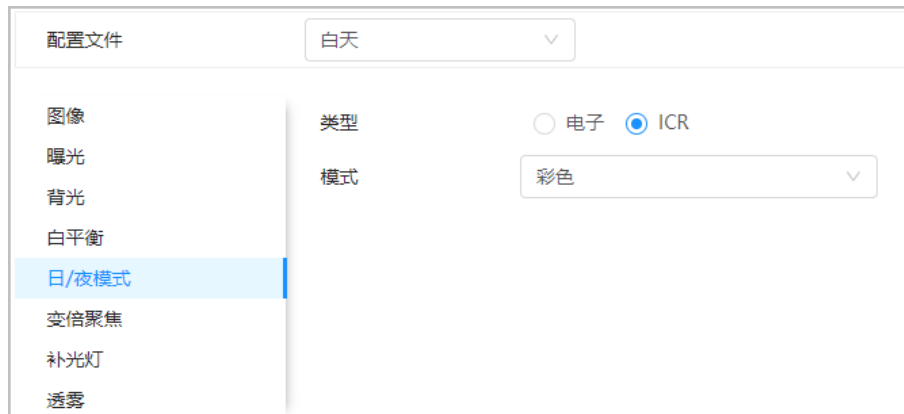 配置文件 白天
图像
类型 电子 ICR
曝光
模式 彩色
背光
白平衡
日/夜模式
变倍聚焦
补光灯
透雾